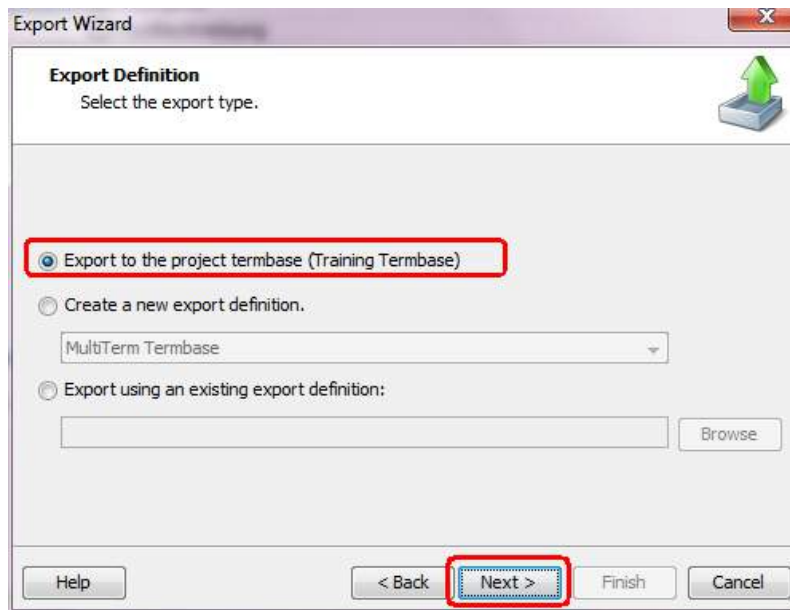 Export Wizard
Export Definition
Select the export type.
Export to the project termbase (Training Termbase)
Create a new export definition.
MultiTerm Termbase
Export using an existing export definition:
Browse
Help
< Back
Next >
Finish
Cancel